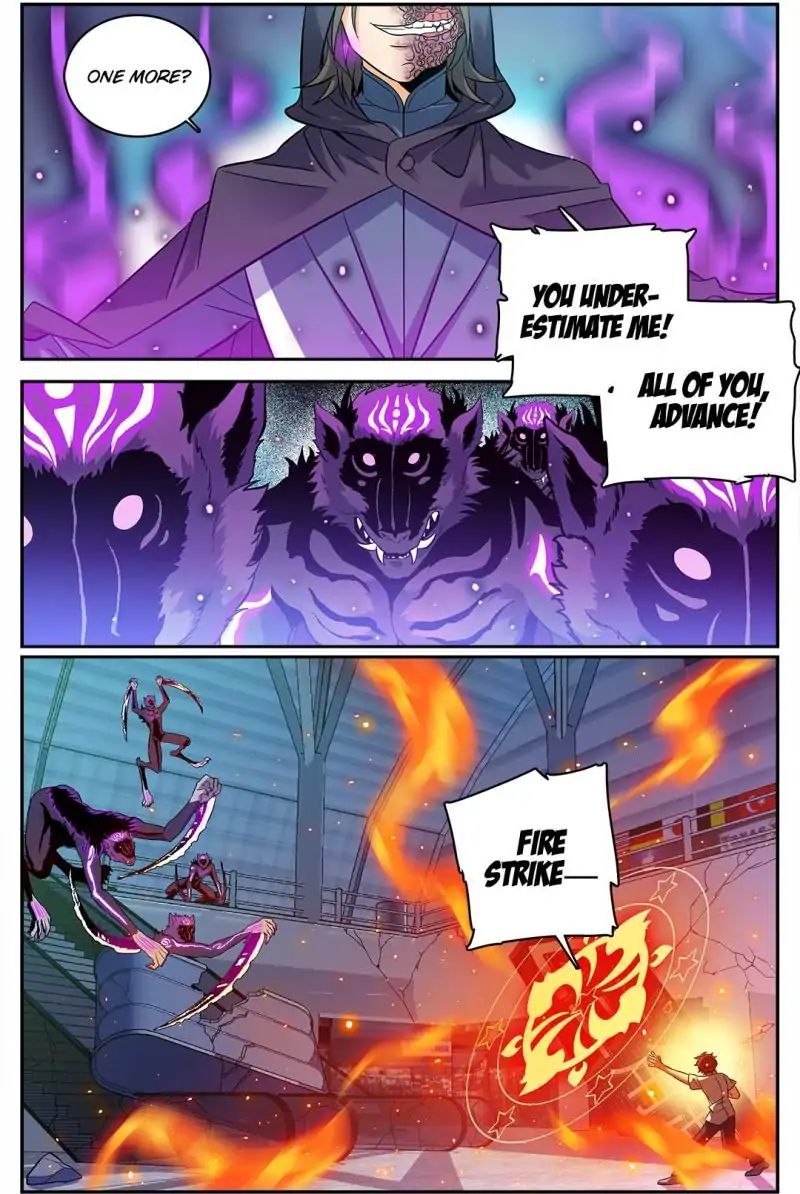 ONE MORE?
YOU UNDER-
ESTIMATE ME!
ALL OF YOU,
ADVANCE!
FIRE
STRIKE—